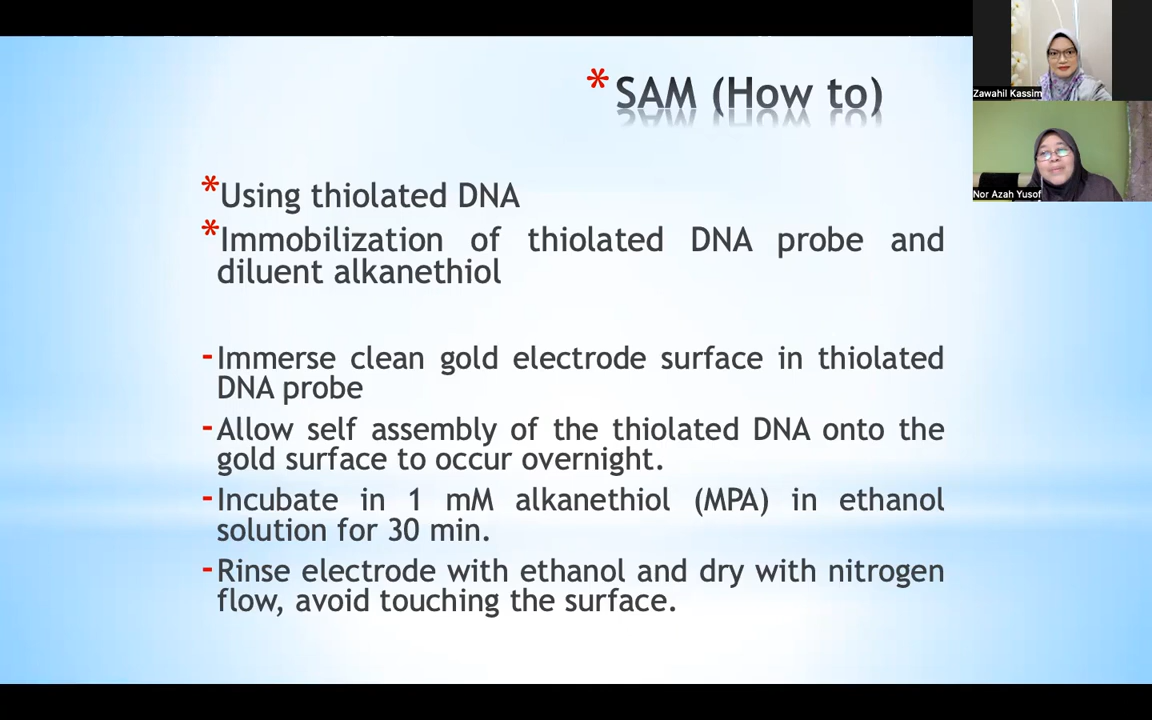 * SAM (How to)
Zawahil Kassim
Nor Azah Yusof
*Using thiolated DNA
*Immobilization of thiolated DNA probe and
diluent alkanethiol
-Immerse clean gold electrode surface in thiolated
DNA probe
-Allow self assembly of the thiolated DNA onto the
gold surface to occur overnight.
-Incubate in 1 mM alkanethiol (MPA) in ethanol
solution for 30 min.
-Rinse electrode with ethanol and dry with nitrogen
flow, avoid touching the surface.